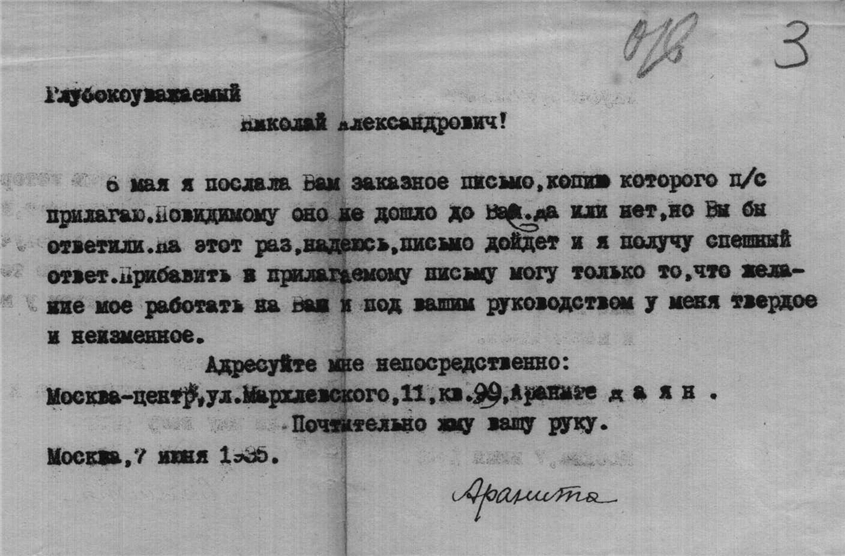 3
Глубокоуважаемый
Николай Александрович!
6 мая я послала Вам заказное письмо,копию которого п/с
прилагаю.Повидимому оно не дошло до Вас.да или нет,но Вы бы
ответили.На этот раз,надеюсь,письмо дойдет и я получу спешный
ответ.Прибавить к прилагаемому письму могу только то,что жела-
ние мое работать на Вас и под вашим руководством у меня твердое
и неизменное.
Адресуйте мне непосредственно:
Москва-центр,ул.Мархлевского,11,кв.99,Араните д а я н .
Почтительно жму вашу руку.
Москва,7 июня 1935.
Аранита